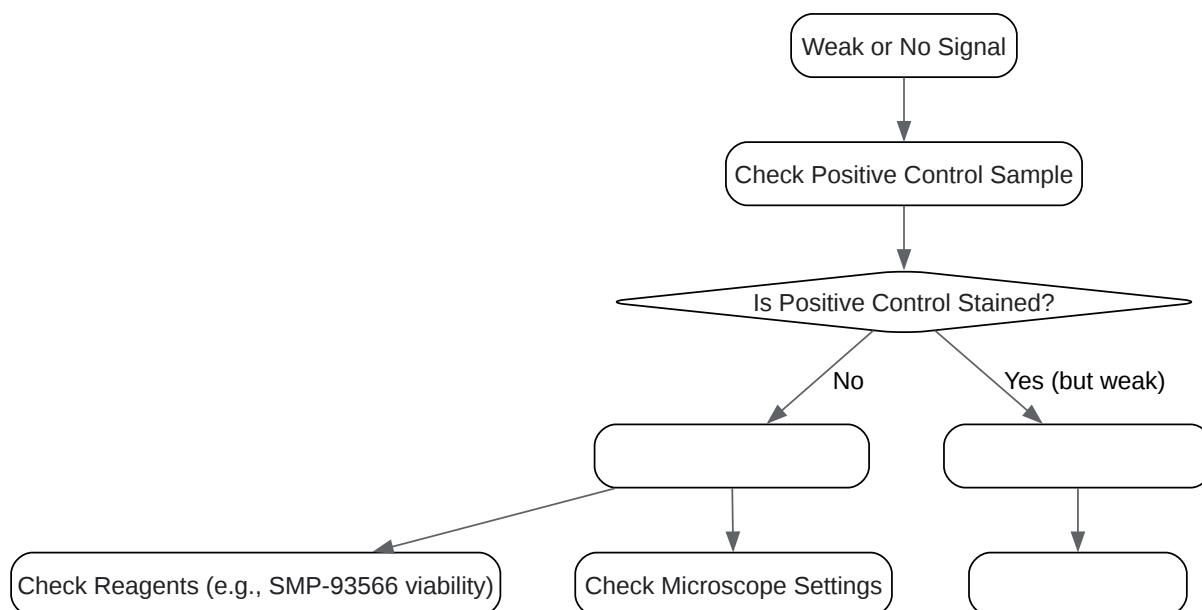 Weak or No Signal
Check Positive Control Sample
Is Positive Control Stained?
No
Yes (but weak)
Check Reagents (e.g., SMP-93566 viability)
Check Microscope Settings